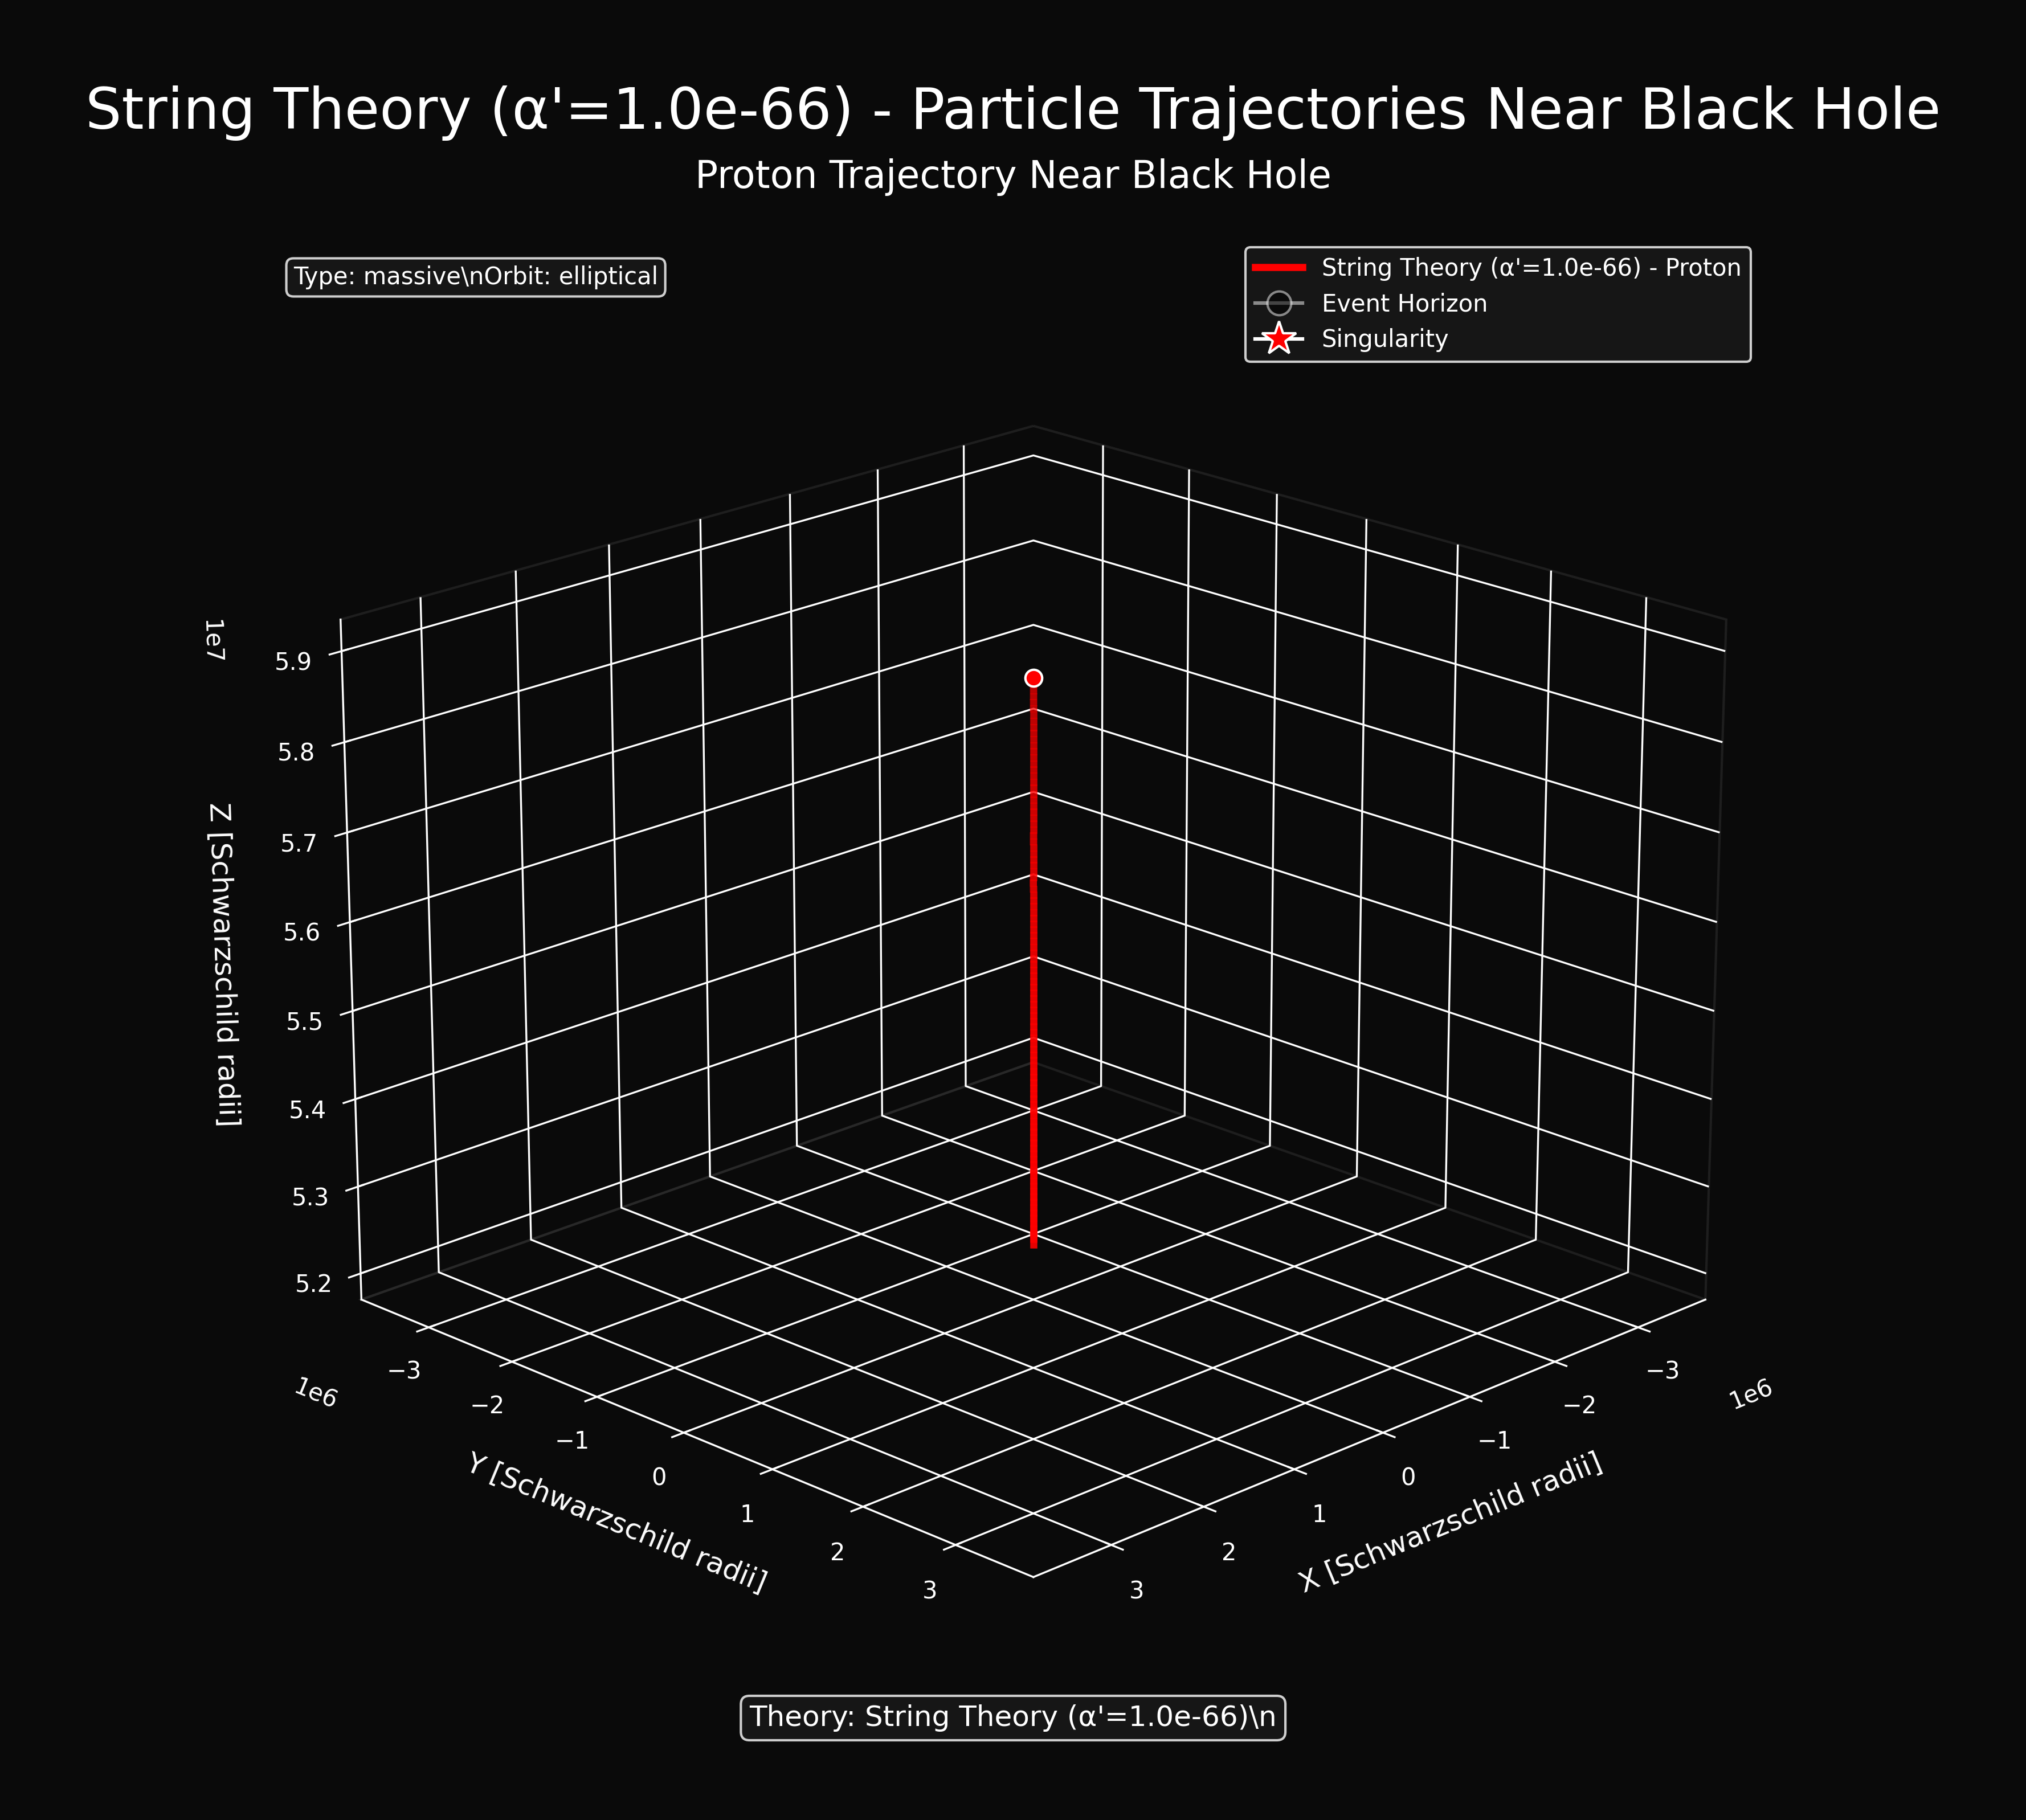 String Theory (α'=1.0e-66) - Particle Trajectories Near Black Hole
Proton Trajectory Near Black Hole
Type: massive\nOrbit: elliptical
String Theory (α'=1.0e-66) - Proton
Event Horizon
Singularity
1e7
5.9
5.8
5.7
5.6
5.5
5.4
5.3
5.2
Z [Schwarzschild radii]
1e6
−3
−2
−1
0
1
2
3
Y [Schwarzschild radii]
3
2
1
0
−1
−2
−3
1e6
X [Schwarzschild radii]
Theory: String Theory (α'=1.0e-66)\n